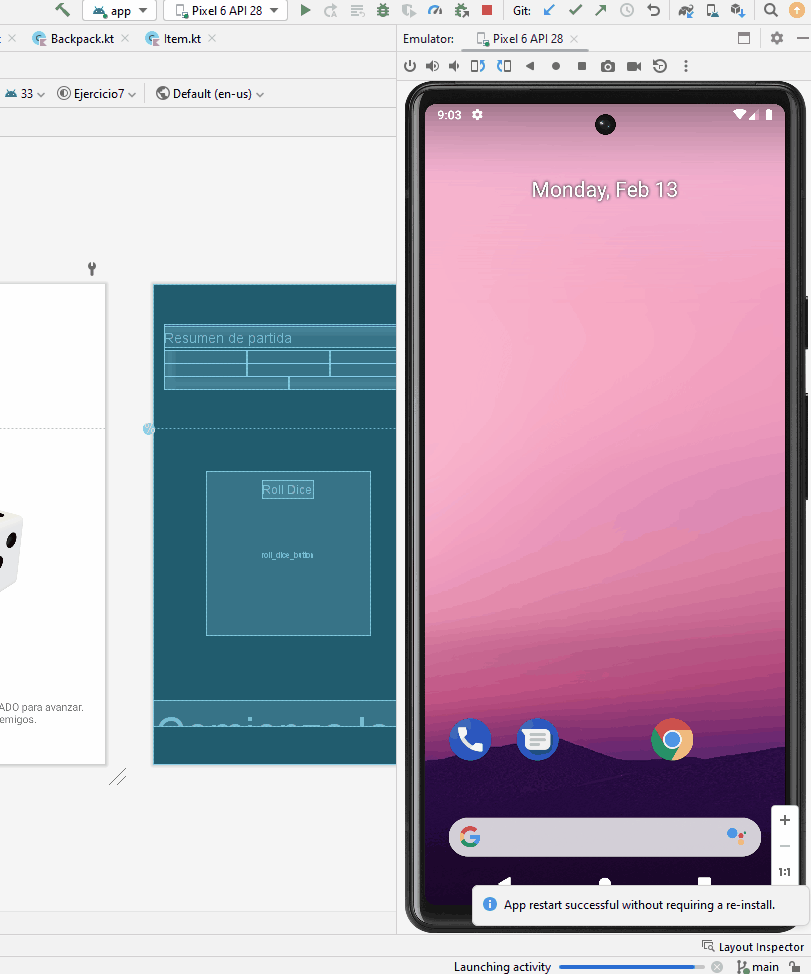 app
Pixel 6 API 28
Git:
Backpack.kt
Item.kt
Emulator:
Pixel 6 API 28
33
Ejercicio7
Default (en-us)
9:03
Monday, Feb 13
Resumen de partida
Roll Dice
roll_dice_button
ADO para avanzar.
emigos.
G
+
−
1:1
App restart successful without requiring a re-install.
Layout Inspector
Launching activity
main